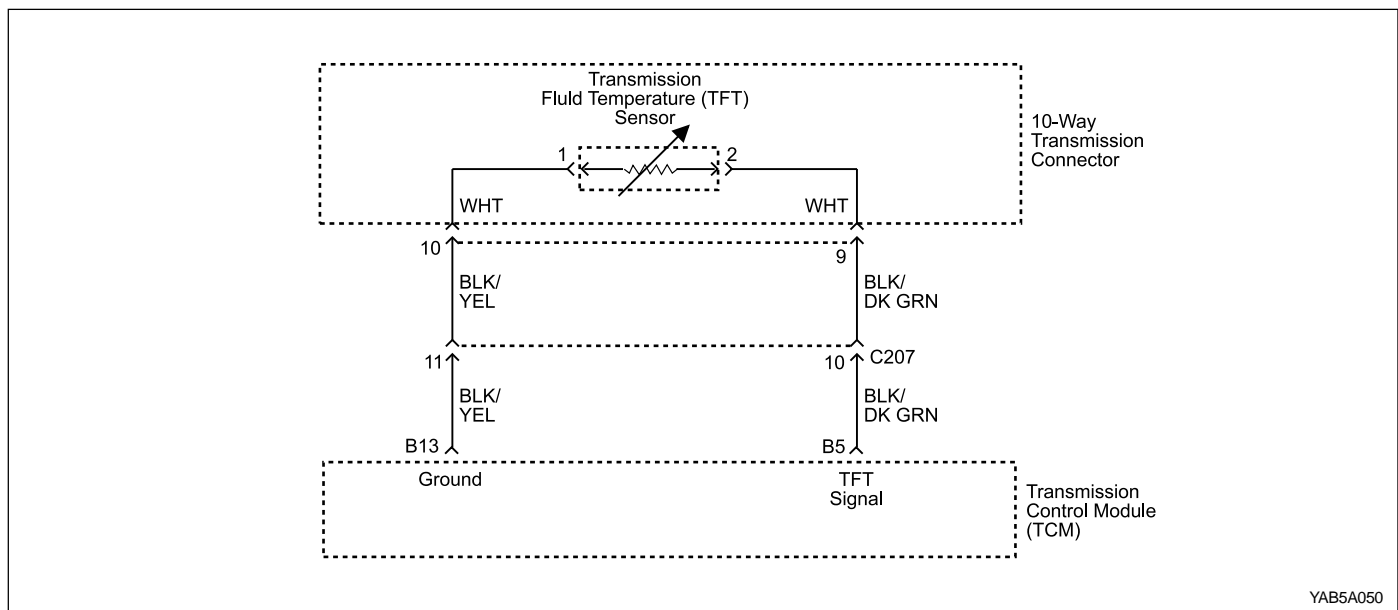 Transmission
Fluid Temperature (TFT)
Sensor
10-Way
Transmission
Connector
1
2
WHT
WHT
10
9
BLK/
YEL
BLK/
DK GRN
11
10
C207
BLK/
YEL
BLK/
DK GRN
B13
B5
Ground
TFT
Signal
Transmission
Control Module
(TCM)
YAB5A050